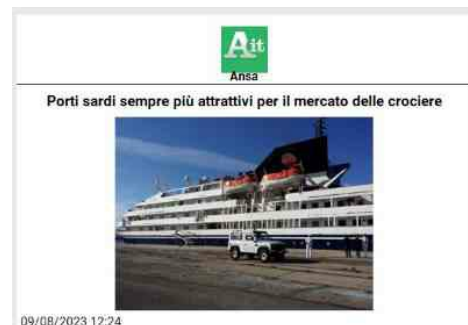 Ait
Ansa
Porti sardi sempre più attrattivi per il mercato delle crociere
09/08/2023 12:24